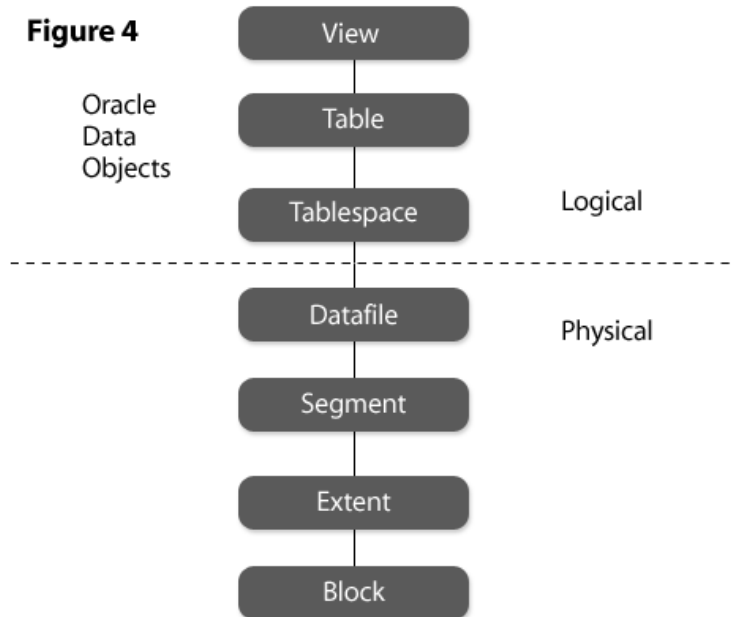 Figure 4
View
Oracle
Data
Objects
Table
Tablespace
Logical
Datafile
Physical
Segment
Extent
Block